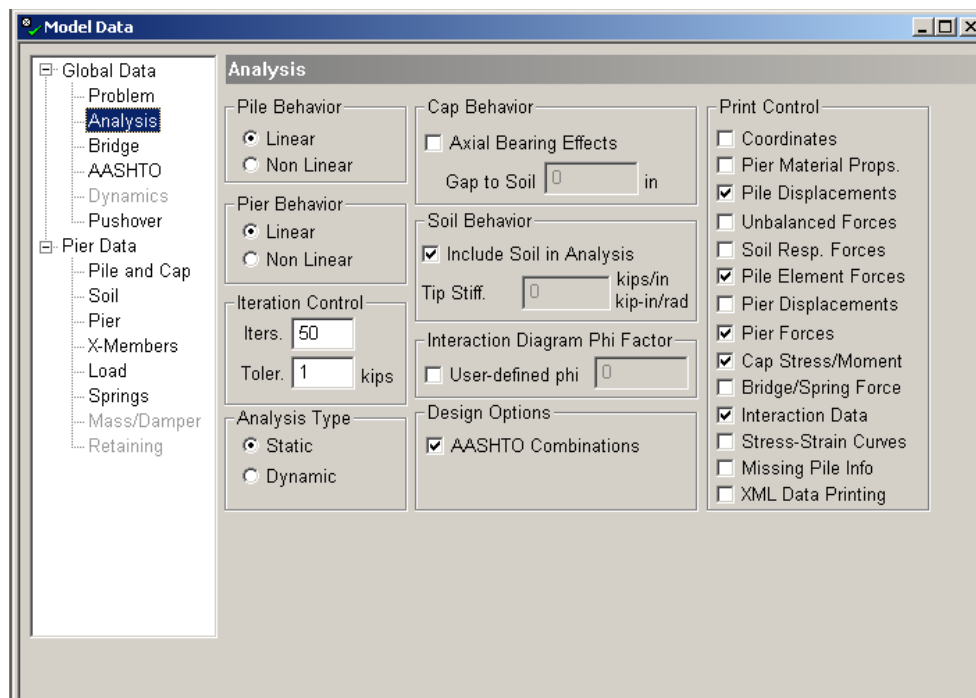 Model Data
Global Data
Problem
Analysis
Bridge
AASHTO
Dynamics
Pushover
Pier Data
Pile and Cap
Soil
Pier
X-Members
Load
Springs
Mass/Damper
Retaining
Analysis
Pile Behavior
Linear
Non Linear
Pier Behavior
Linear
Non Linear
Iteration Control
Iters. 50
Toler. 1 kips
Analysis Type
Static
Dynamic
Cap Behavior
Axial Bearing Effects
Gap to Soil 0 in
Soil Behavior
Include Soil in Analysis
Tip Stiff. 0 kips/in
kip-in/rad
Interaction Diagram Phi Factor
User-defined phi 0
Design Options
AASHTO Combinations
Print Control
Coordinates
Pier Material Props.
Pile Displacements
Unbalanced Forces
Soil Resp. Forces
Pile Element Forces
Pier Displacements
Pier Forces
Cap Stress/Moment
Bridge/Spring Force
Interaction Data
Stress-Strain Curves
Missing Pile Info
XML Data Printing